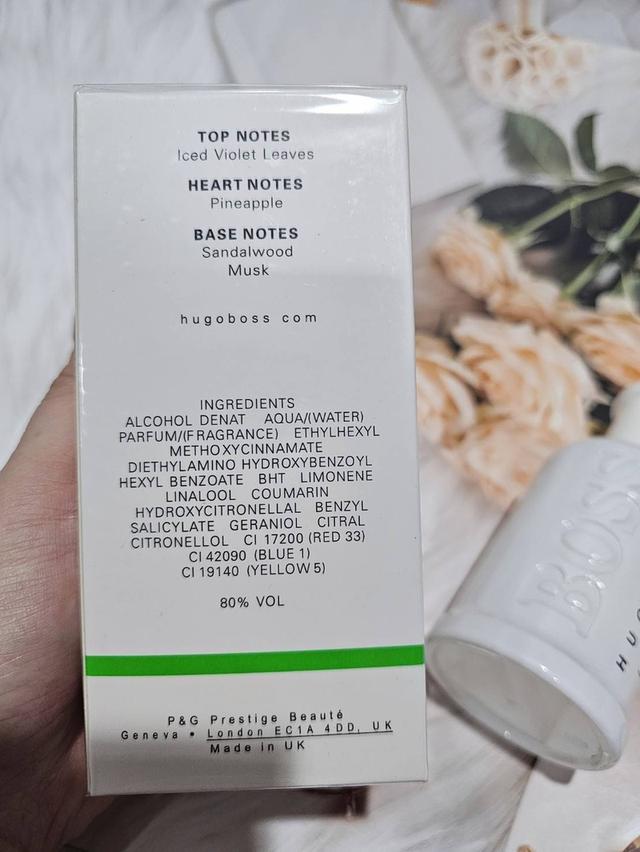 TOP NOTES
Iced Violet Leaves
HEART NOTES
Pineapple
BASE NOTES
Sandalwood
Musk
hugoboss com
INGREDIENTS
ALCOHOL DENAT AQUA/(WATER)
PARFUM/(FRAGRANCE) ETHYLHEXYL
METHOXYCINNAMATE
DIETHYLAMINO HYDROXYBENZOYL
HEXYL BENZOATE BHT LIMONENE
LINALOOL COUMARIN
HYDROXYCITRONELLAL BENZYL
SALICYLATE GERANIOL CITRAL
CITRONELLOL CI 17200 (RED 33)
CI 42090 (BLUE 1)
CI 19140 (YELLOW 5)
80% VOL
P&G Prestige Beauté
Geneva • London EC1A 4DD, UK
Made in UK
BOSS
HUG